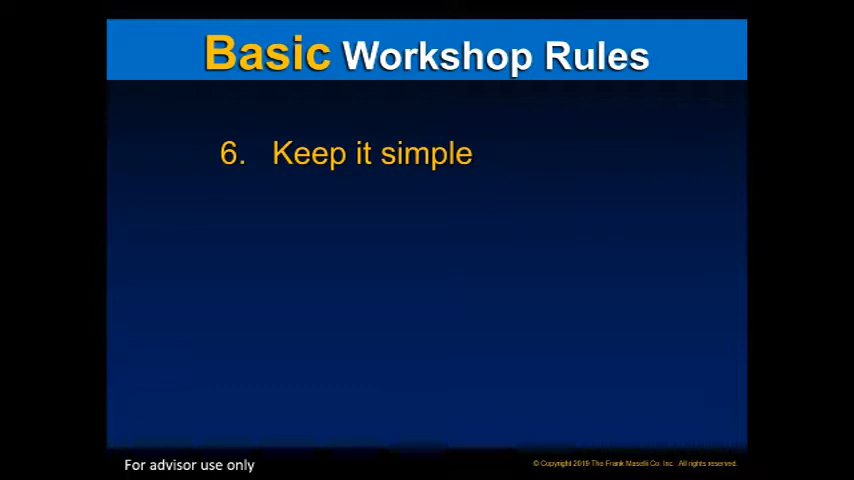 Basic Workshop Rules
6. Keep it simple
For advisor use only
© Copyright 2019 The Frank Maselli Co. Inc. All rights reserved.